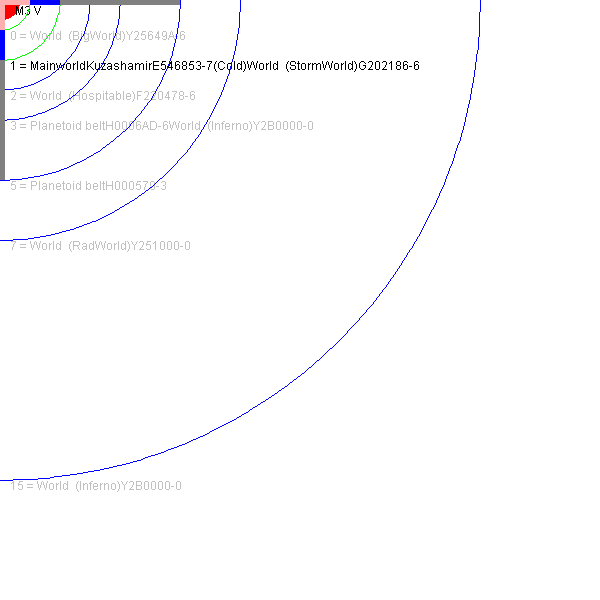 M3 V
0 = World  (BigWorld)Y25649A-6
1 = MainworldKuzashamirE546853-7(Cold)World  (StormWorld)G202186-6
2 = World  (Hospitable)F220478-6
3 = Planetoid beltH0006AD-6World  (Inferno)Y2B0000-0
5 = Planetoid beltH000570-3
7 = World  (RadWorld)Y251000-0
15 = World  (Inferno)Y2B0000-0